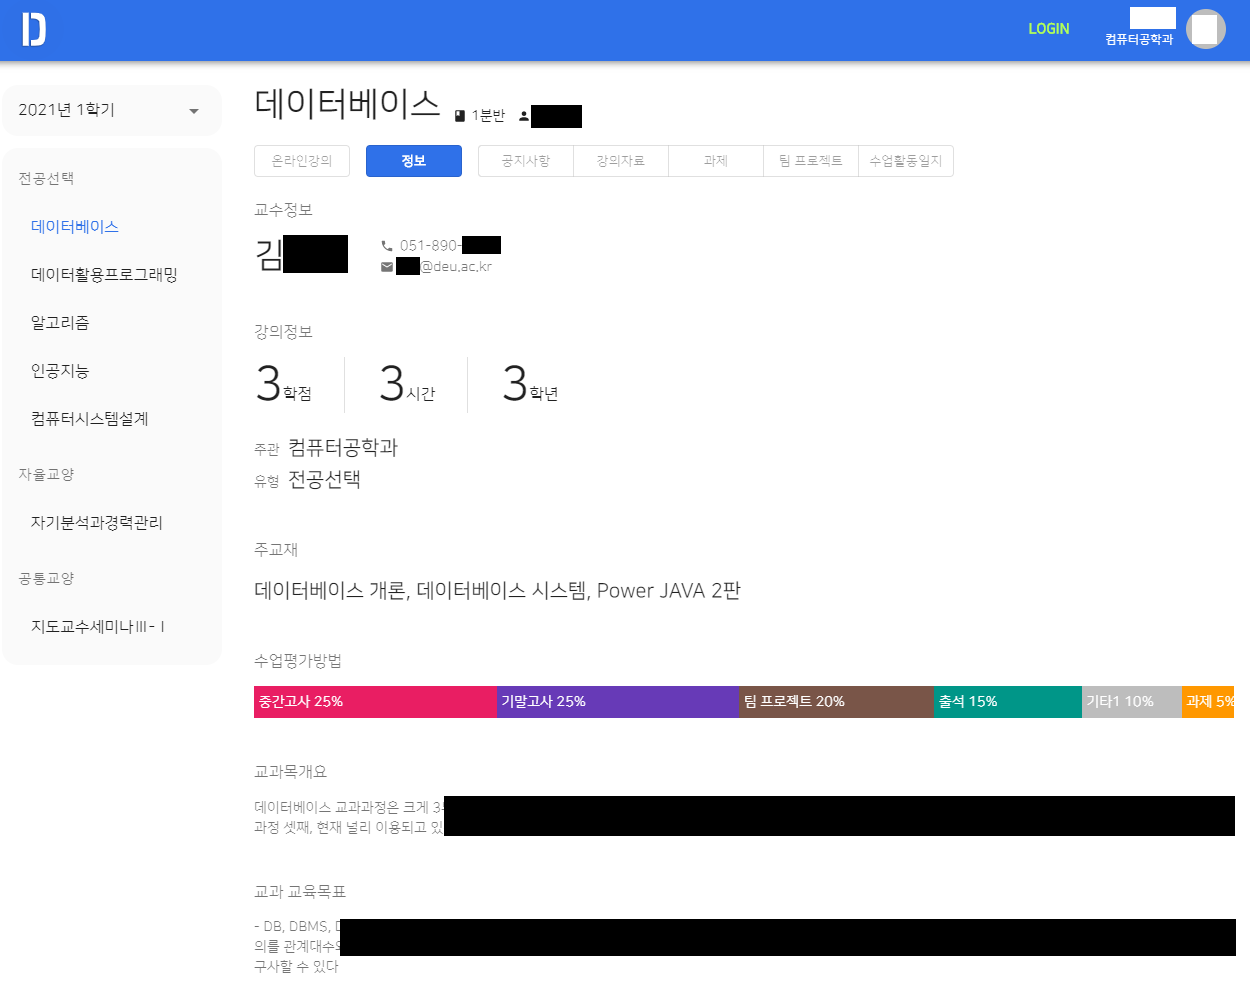 D
LOGIN
컴퓨터공학과
2021년 1학기
전공선택
데이터베이스
데이터활용프로그래밍
알고리즘
인공지능
컴퓨터시스템설계
자율교양
자기분석과경력관리
공통교양
지도교수세미나Ⅲ-Ⅰ
데이터베이스 1분반
온라인강의 정보 공지사항 강의자료 과제 팀 프로젝트 수업활동일지
교수정보
김
051-890-
@deu.ac.kr
강의정보
3학점 3시간 3학년
주관 컴퓨터공학과
유형 전공선택
주교재
데이터베이스 개론, 데이터베이스 시스템, Power JAVA 2판
수업평가방법
중간고사 25% 기말고사 25% 팀 프로젝트 20% 출석 15% 기타1 10% 과제 5%
교과목개요
데이터베이스 교과과정은 크게
과정 셋째, 현재 널리 이용되고 있
교과 교육목표
- DB, DBMS,
의를 관계대수
구사할 수 있다